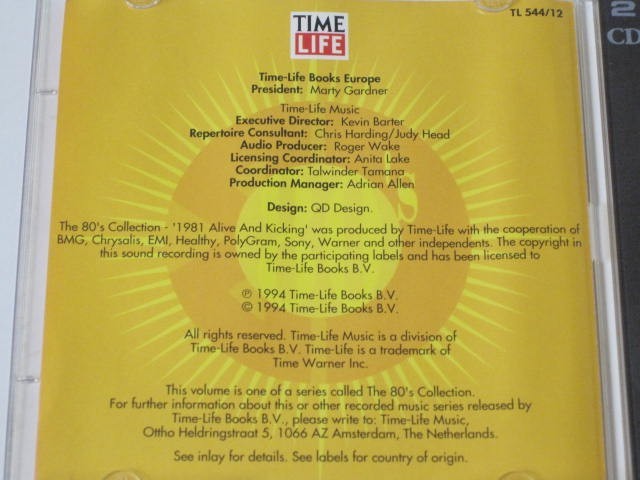 TL 544/12
2
CD
TIME
LIFE
Time-Life Books Europe
President: Marty Gardner
Time-Life Music
Executive Director: Kevin Barter
Repertoire Consultant: Chris Harding/Judy Head
Audio Producer: Roger Wake
Licensing Coordinator: Anita Lake
Coordinator: Talwinder Tamana
Production Manager: Adrian Allen
Design: QD Design.
The 80's Collection - '1981 Alive And Kicking' was produced by Time-Life with the cooperation of
BMG, Chrysalis, EMI, Healthy, PolyGram, Sony, Warner and other independents. The copyright in
this sound recording is owned by the participating labels and has been licensed to
Time-Life Books B.V.
℗ 1994 Time-Life Books B.V.
© 1994 Time-Life Books B.V.
All rights reserved. Time-Life Music is a division of
Time-Life Books B.V. Time-Life is a trademark of
Time Warner Inc.
This volume is one of a series called The 80's Collection.
For further information about this or other recorded music series released by
Time-Life Books B.V., please write to: Time-Life Music,
Ottho Heldringstraat 5, 1066 AZ Amsterdam, The Netherlands.
See inlay for details. See labels for country of origin.